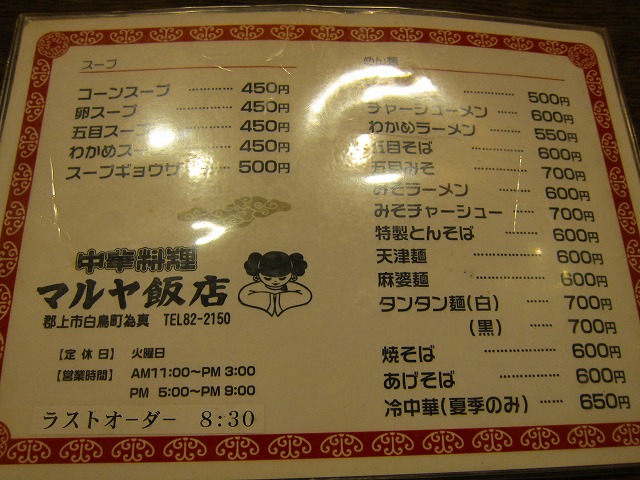 スープ
コーンスープ ………… 450円
卵スープ ………… 450円
五目スープ 450円
わかめスー 450円
スープギョウザ 500円
中華料理
マルヤ飯店
郡上市白鳥町為真 TEL82-2150
【定休日】 火曜日
【営業時間】 AM11:00〜PM 3:00
PM 5:00〜PM 9:00
ラストオーダー 8:30
めん類
500円
チャーシューメン …… 600円
わかめラーメン …… 550円
五目そば ………… 600円
五目みそ ………… 700円
みそラーメン …… 600円
みそチャーシュー … 700円
特製とんそば …… 600円
天津麺 ………… 600円
麻婆麺 ………… 600円
タンタン麺(白) …… 700円
(黒) …… 700円
焼そば ………… 600円
あげそば ………… 600円
冷中華(夏季のみ) …… 650円